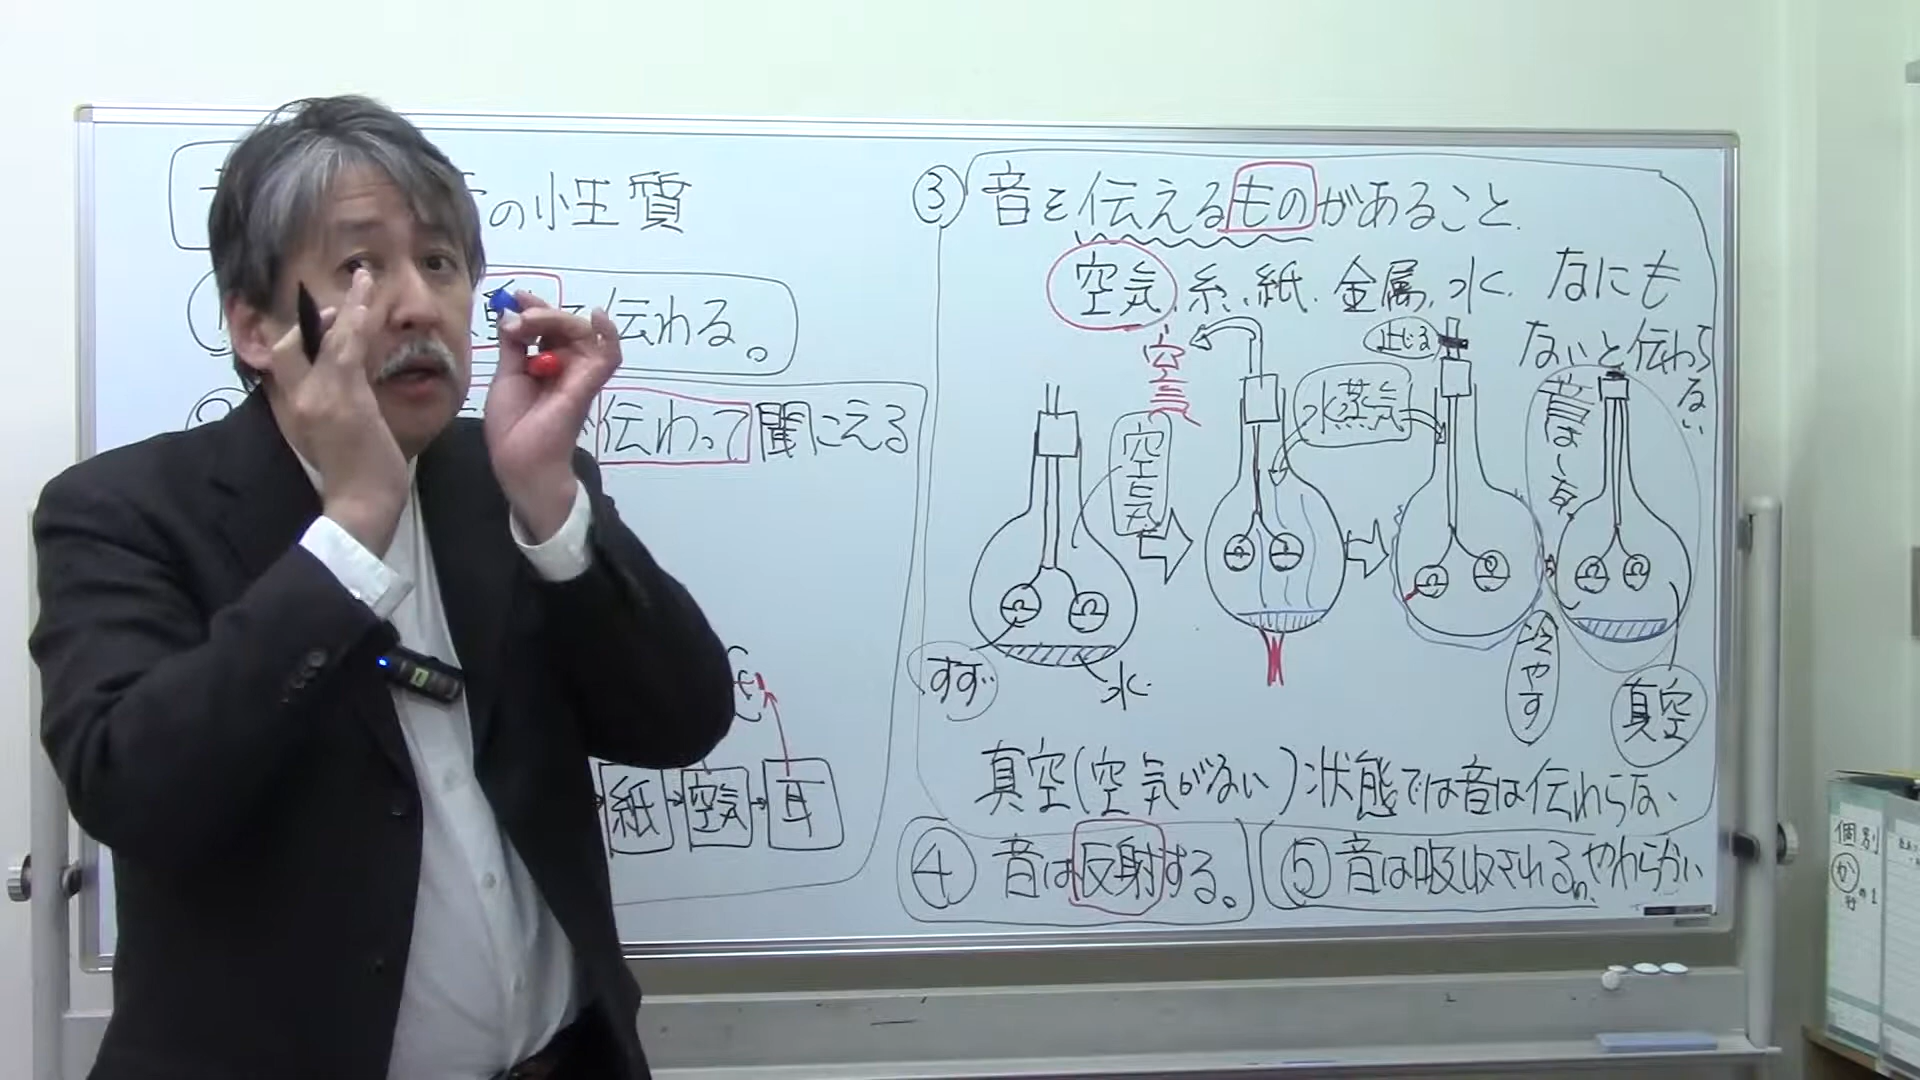 の性質
伝わる。
伝わって聞こえる
紙
空気
耳
③ 音を伝えるものがあること.
空気、糸、紙、金属、水、なにも
ないと伝わらない
空気
止じる
水蒸気
空気
音は
すず
水
冷やす
真空
真空(空気がない)状態では音は伝わらない
④ 音は反射する。
⑤ 音は吸収される。やわらかい
個別
か